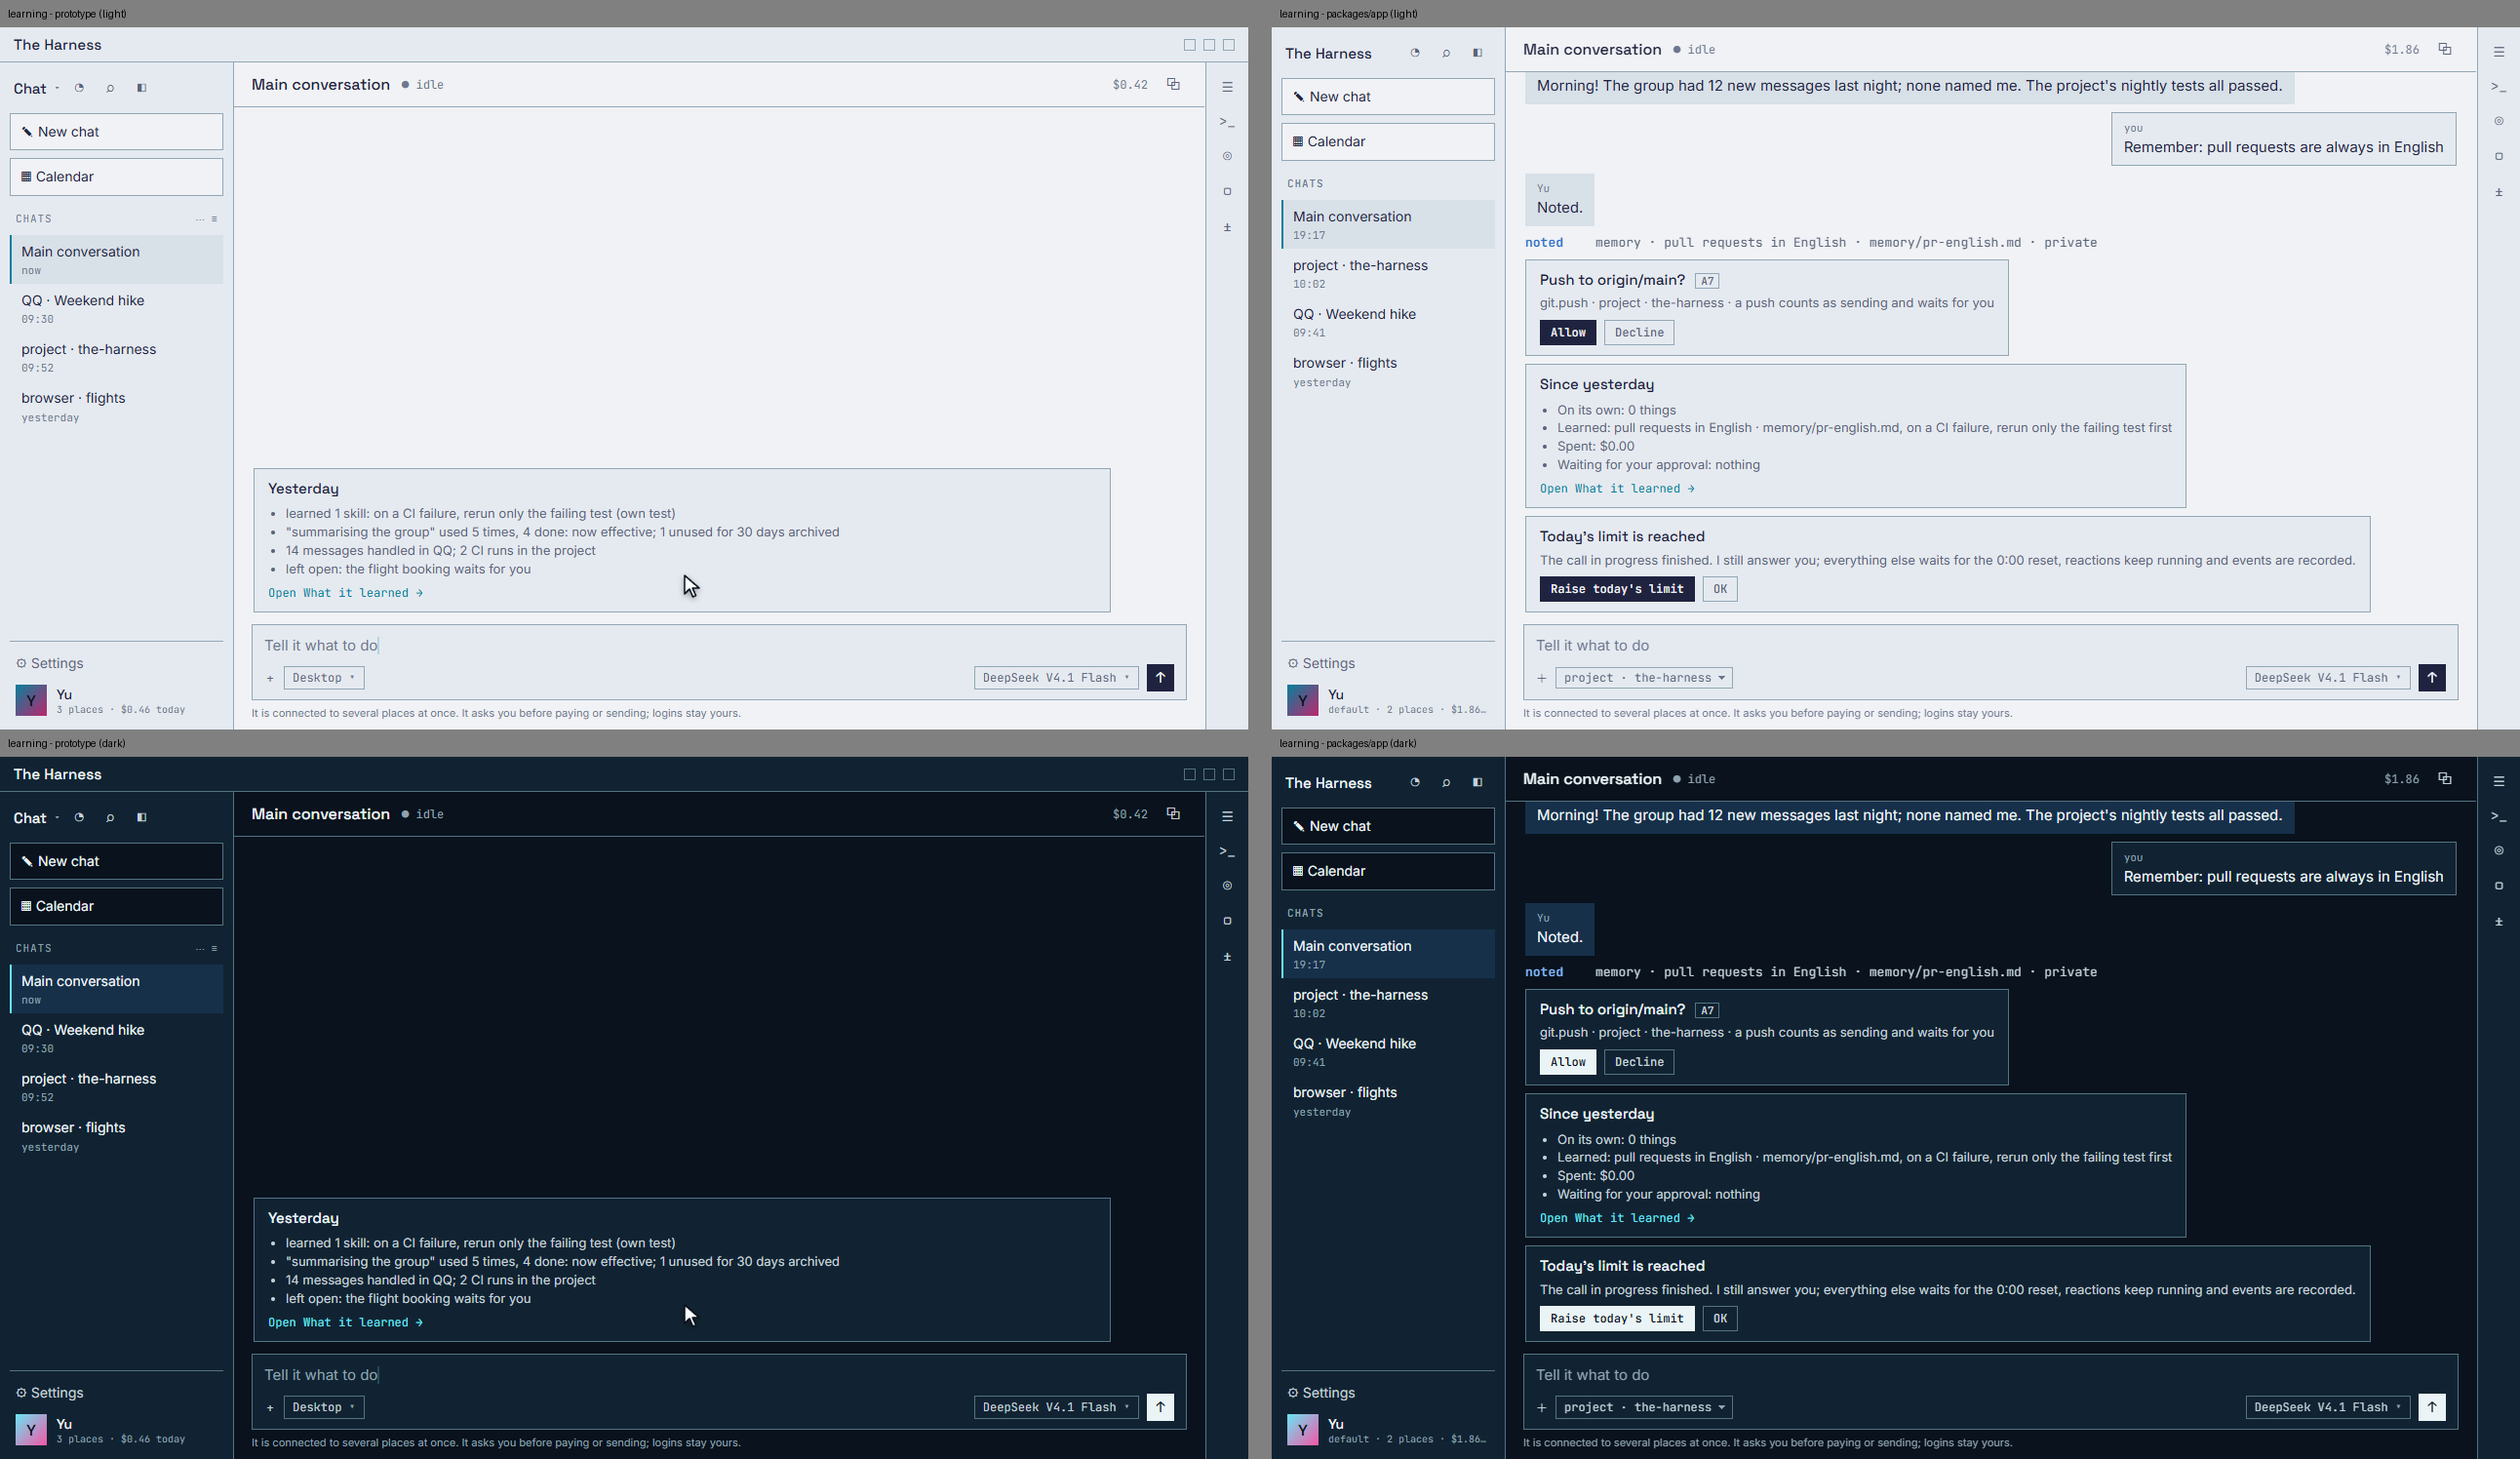 learning - prototype (light)
The Harness
Chat
New chat
Calendar
CHATS
Main conversation
now
QQ · Weekend hike
09:30
project · the-harness
09:52
browser · flights
yesterday
Settings
Y
Yu
3 places · $0.46 today
Main conversation
idle
$0.42
>_
Yesterday
• learned 1 skill: on a CI failure, rerun only the failing test (own test)
• "summarising the group" used 5 times, 4 done: now effective; 1 unused for 30 days archived
• 14 messages handled in QQ; 2 CI runs in the project
• left open: the flight booking waits for you
Open What it learned →
Tell it what to do
+ Desktop
DeepSeek V4.1 Flash
It is connected to several places at once. It asks you before paying or sending; logins stay yours.
learning - packages/app (light)
The Harness
New chat
Calendar
CHATS
Main conversation
19:17
project · the-harness
10:02
QQ · Weekend hike
09:41
browser · flights
yesterday
Settings
Y
Yu
default · 2 places · $1.86…
Main conversation
idle
$1.86
>_
Morning! The group had 12 new messages last night; none named me. The project's nightly tests all passed.
you
Remember: pull requests are always in English
Yu
Noted.
noted memory · pull requests in English · memory/pr-english.md · private
Push to origin/main? A7
git.push · project · the-harness · a push counts as sending and waits for you
Allow Decline
Since yesterday
• On its own: 0 things
• Learned: pull requests in English · memory/pr-english.md, on a CI failure, rerun only the failing test first
• Spent: $0.00
• Waiting for your approval: nothing
Open What it learned →
Today's limit is reached
The call in progress finished. I still answer you; everything else waits for the 0:00 reset, reactions keep running and events are recorded.
Raise today's limit OK
Tell it what to do
+ project · the-harness
DeepSeek V4.1 Flash
It is connected to several places at once. It asks you before paying or sending; logins stay yours.
learning - prototype (dark)
The Harness
Chat
New chat
Calendar
CHATS
Main conversation
now
QQ · Weekend hike
09:30
project · the-harness
09:52
browser · flights
yesterday
Settings
Y
Yu
3 places · $0.46 today
Main conversation
idle
$0.42
>_
Yesterday
• learned 1 skill: on a CI failure, rerun only the failing test (own test)
• "summarising the group" used 5 times, 4 done: now effective; 1 unused for 30 days archived
• 14 messages handled in QQ; 2 CI runs in the project
• left open: the flight booking waits for you
Open What it learned →
Tell it what to do
+ Desktop
DeepSeek V4.1 Flash
It is connected to several places at once. It asks you before paying or sending; logins stay yours.
learning - packages/app (dark)
The Harness
New chat
Calendar
CHATS
Main conversation
19:17
project · the-harness
10:02
QQ · Weekend hike
09:41
browser · flights
yesterday
Settings
Y
Yu
default · 2 places · $1.86…
Main conversation
idle
$1.86
>_
Morning! The group had 12 new messages last night; none named me. The project's nightly tests all passed.
you
Remember: pull requests are always in English
Yu
Noted.
noted memory · pull requests in English · memory/pr-english.md · private
Push to origin/main? A7
git.push · project · the-harness · a push counts as sending and waits for you
Allow Decline
Since yesterday
• On its own: 0 things
• Learned: pull requests in English · memory/pr-english.md, on a CI failure, rerun only the failing test first
• Spent: $0.00
• Waiting for your approval: nothing
Open What it learned →
Today's limit is reached
The call in progress finished. I still answer you; everything else waits for the 0:00 reset, reactions keep running and events are recorded.
Raise today's limit OK
Tell it what to do
+ project · the-harness
DeepSeek V4.1 Flash
It is connected to several places at once. It asks you before paying or sending; logins stay yours.